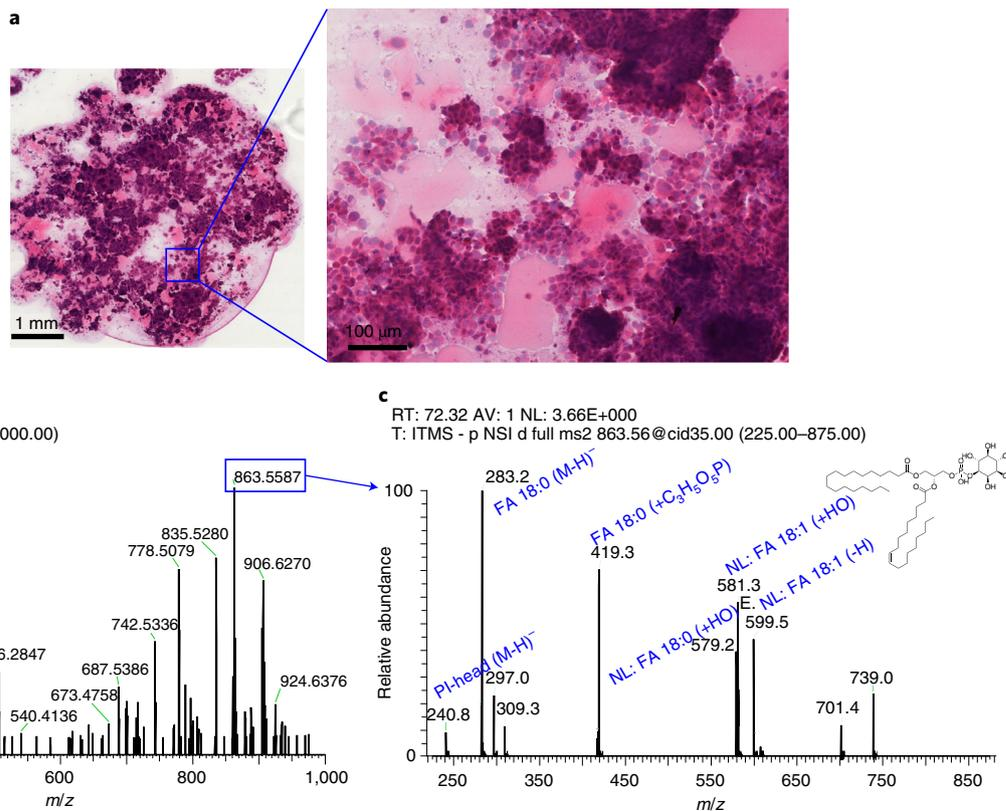 a
1 mm
100 μm
000.00)
863.5587
835.5280
778.5079
906.6270
742.5336
6.2847
687.5386
673.4758
924.6376
540.4136
600
800
1,000
m/z
c
RT: 72.32 AV: 1 NL: 3.66E+000
T: ITMS - p NSI d full ms2 863.56@cid35.00 (225.00–875.00)
100
0
Relative abundance
283.2
FA 18:0 (M-H)⁻
FA 18:0 (+C₃H₅O₅P)
419.3
NL: FA 18:1 (+HO)
581.3
E.
NL: FA 18:1 (-H)
599.5
NL: FA 18:0 (+HO)
579.2
PI-head (M-H)⁻
240.8
297.0
309.3
701.4
739.0
250
350
450
550
650
750
850
m/z